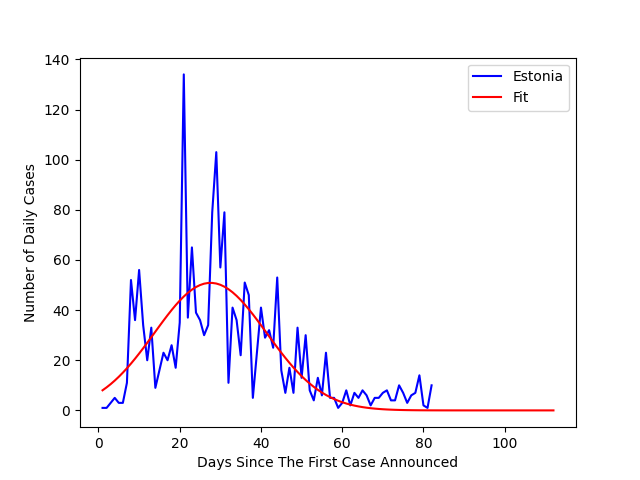 Estonia
Fit
140
120
100
80
60
40
20
0
Number of Daily Cases
0 20 40 60 80 100
Days Since The First Case Announced